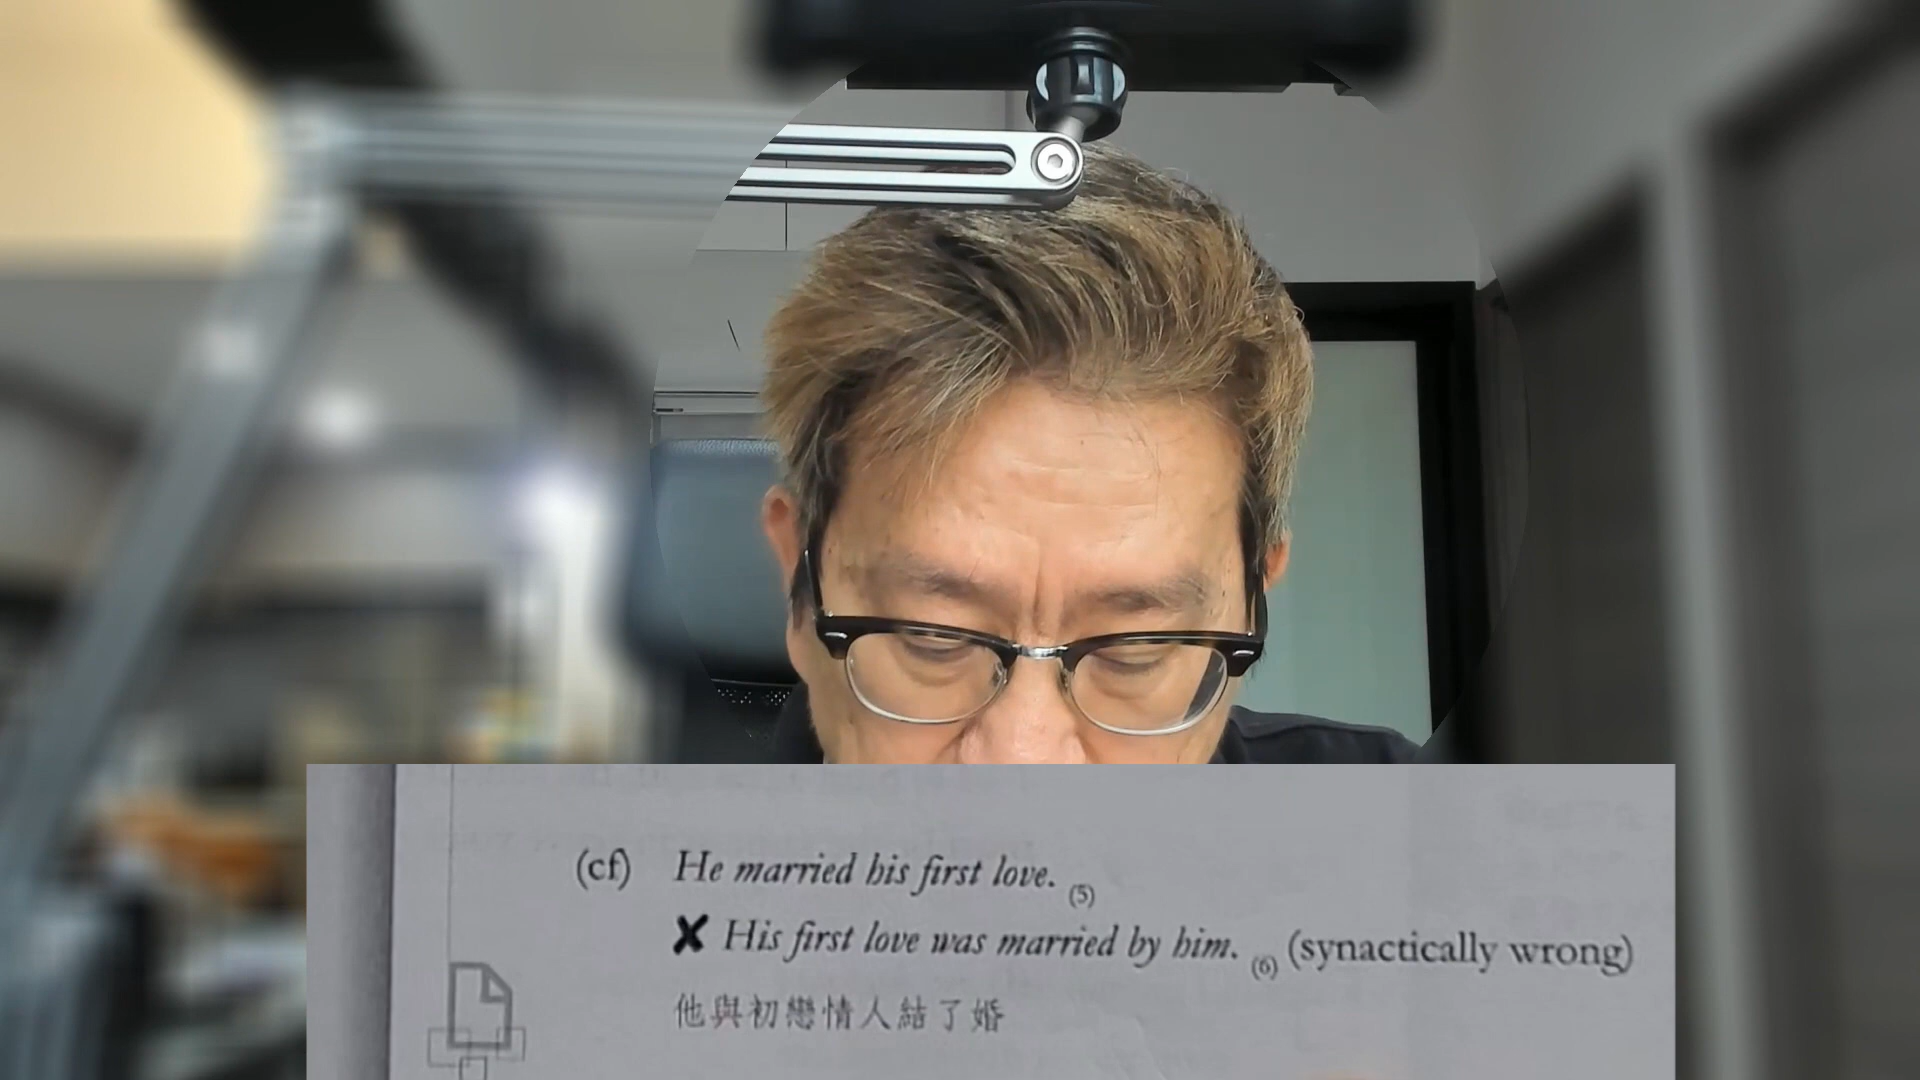 (cf) He married his first love. (5)
✘ His first love was married by him. (6) (synactically wrong)
他與初戀情人結了婚